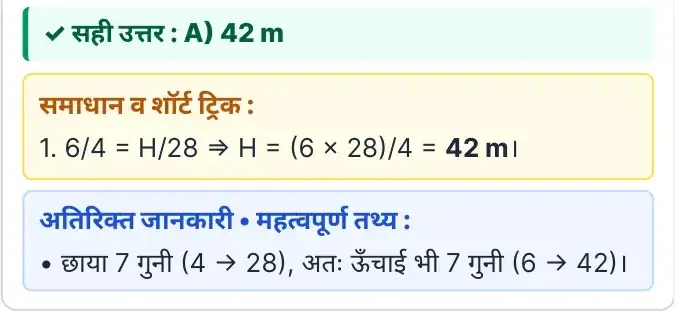 ✓ सही उत्तर : A) 42 m
समाधान व शॉर्ट ट्रिक :
1. 6/4 = H/28 ⇒ H = (6 × 28)/4 = 42 m।
अतिरिक्त जानकारी • महत्वपूर्ण तथ्य :
• छाया 7 गुनी (4 → 28), अतः ऊँचाई भी 7 गुनी (6 → 42)।